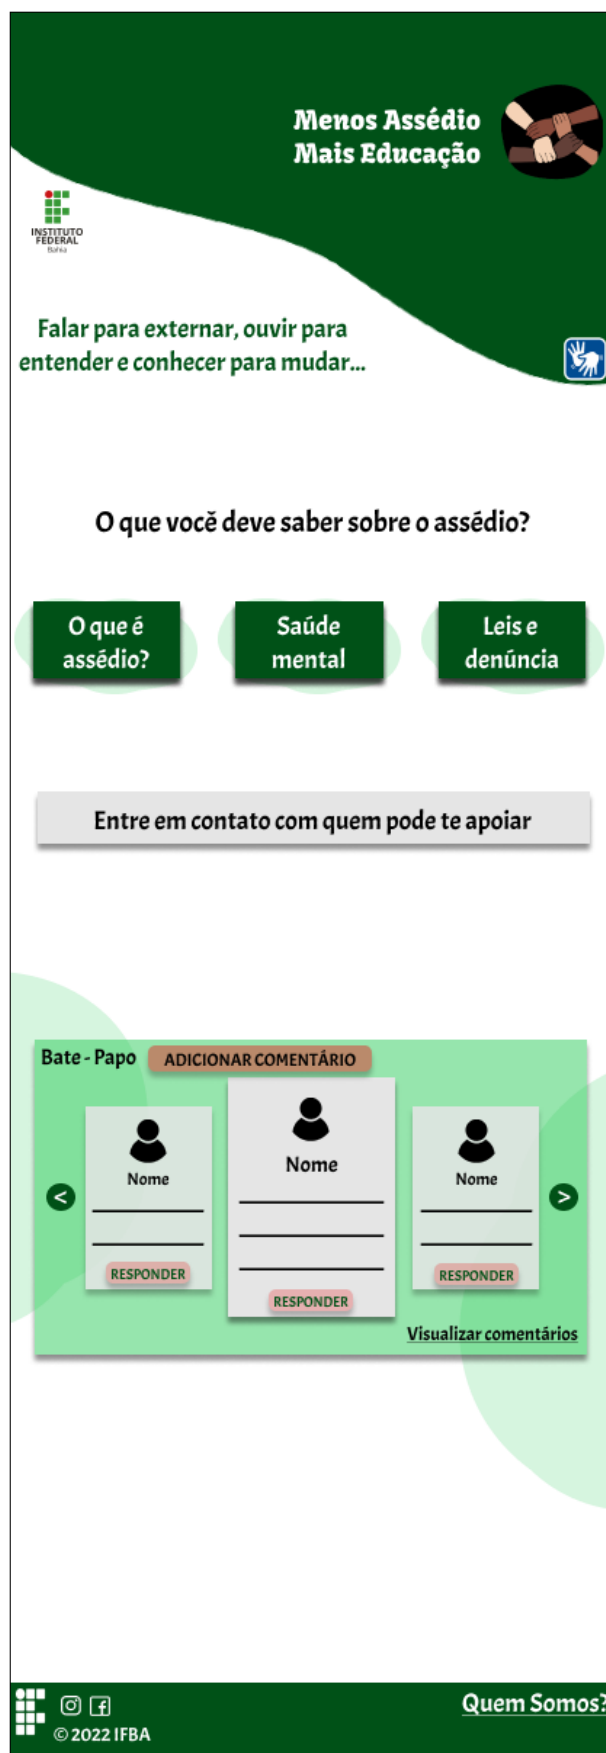 Menos Assédio
Mais Educação
INSTITUTO
FEDERAL
Bahia
Falar para externar, ouvir para
entender e conhecer para mudar...
O que você deve saber sobre o assédio?
O que é
assédio?
Saúde
mental
Leis e
denúncia
Entre em contato com quem pode te apoiar
Bate - Papo
ADICIONAR COMENTÁRIO
Nome
RESPONDER
Nome
RESPONDER
Nome
RESPONDER
<
>
Visualizar comentários
© 2022 IFBA
Quem Somos?